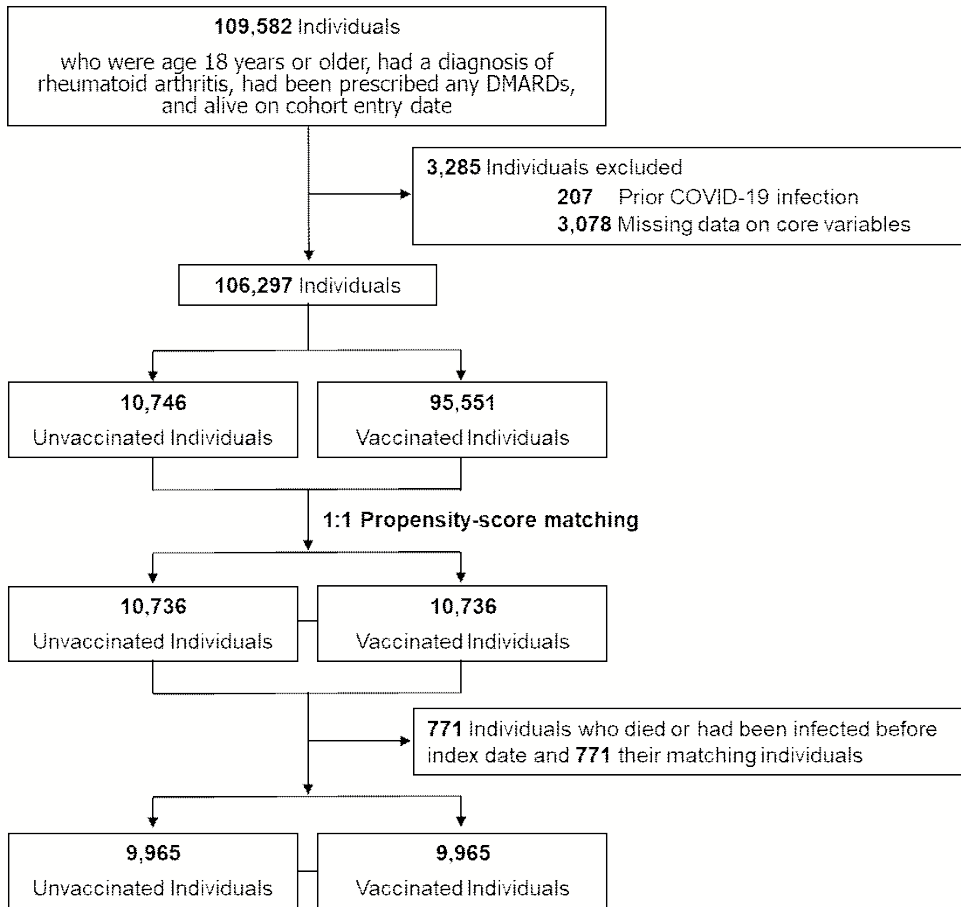 109,582 Individuals
who were age 18 years or older, had a diagnosis of
rheumatoid arthritis, had been prescribed any DMARDs,
and alive on cohort entry date
3,285 Individuals excluded
207 Prior COVID-19 infection
3,078 Missing data on core variables
106,297 Individuals
10,746
Unvaccinated Individuals
95,551
Vaccinated Individuals
1:1 Propensity-score matching
10,736
Unvaccinated Individuals
10,736
Vaccinated Individuals
771 Individuals who died or had been infected before
index date and 771 their matching individuals
9,965
Unvaccinated Individuals
9,965
Vaccinated Individuals